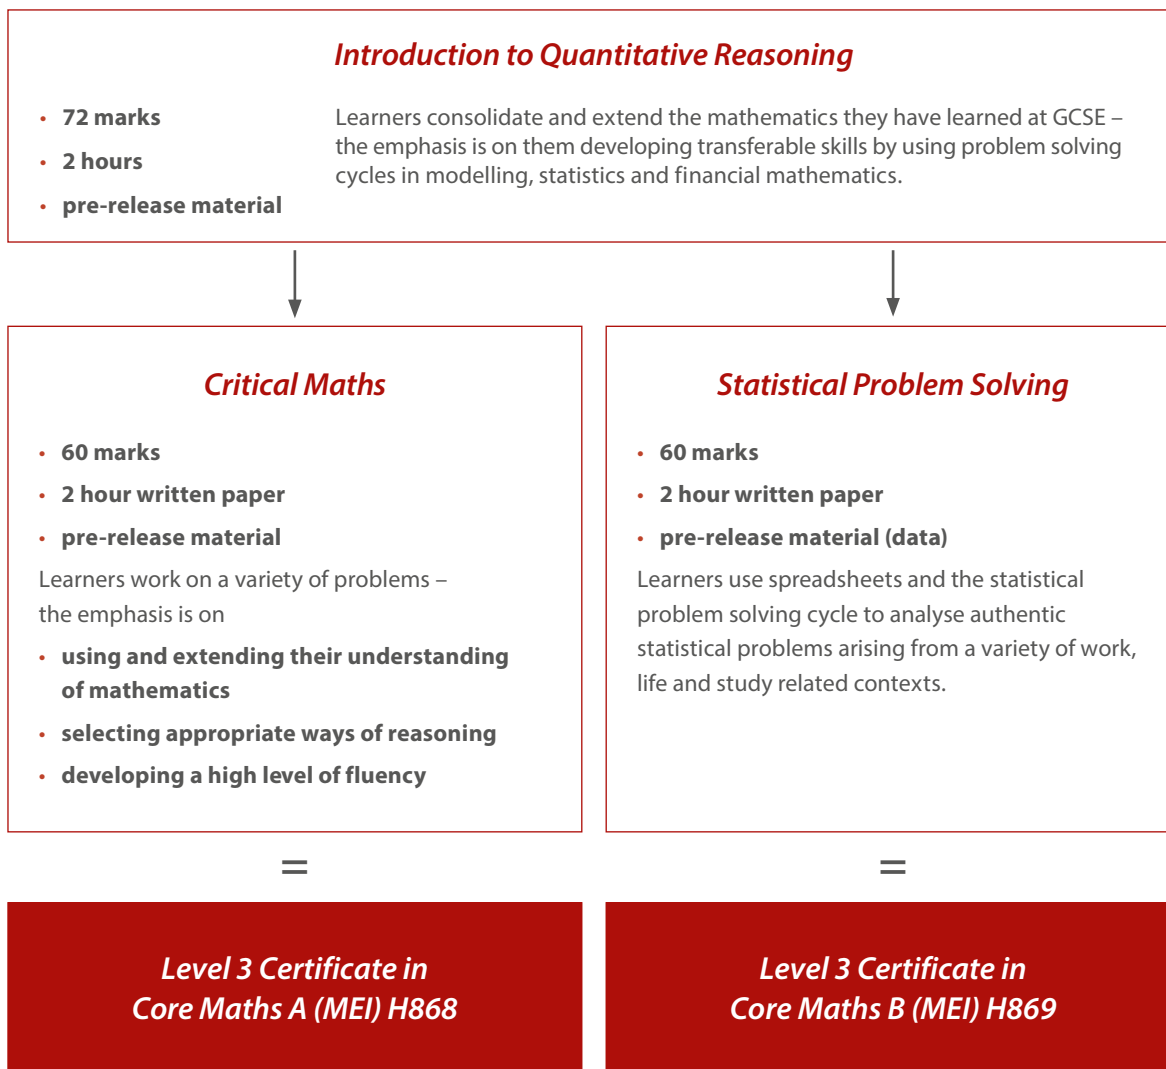 Introduction to Quantitative Reasoning
• 72 marks
• 2 hours
• pre-release material
Learners consolidate and extend the mathematics they have learned at GCSE –
the emphasis is on them developing transferable skills by using problem solving
cycles in modelling, statistics and financial mathematics.
Critical Maths
• 60 marks
• 2 hour written paper
• pre-release material
Learners work on a variety of problems –
the emphasis is on
• using and extending their understanding
of mathematics
• selecting appropriate ways of reasoning
• developing a high level of fluency
=
Level 3 Certificate in
Core Maths A (MEI) H868
Statistical Problem Solving
• 60 marks
• 2 hour written paper
• pre-release material (data)
Learners use spreadsheets and the statistical
problem solving cycle to analyse authentic
statistical problems arising from a variety of work,
life and study related contexts.
=
Level 3 Certificate in
Core Maths B (MEI) H869